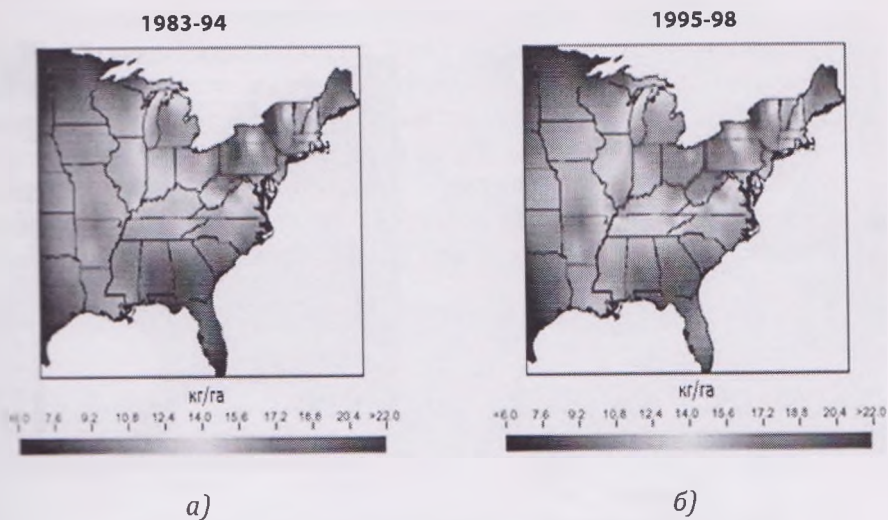 1983-94
1995-98
кг/га
7,6 9,2 10,8 12,4 14,0 15,6 17,2 18,8 20,4 >22,0
кг/га
<6,0 7,6 9,2 10,8 12,4 14,0 15,6 17,2 18,8 20,4 >22,0
а)
б)